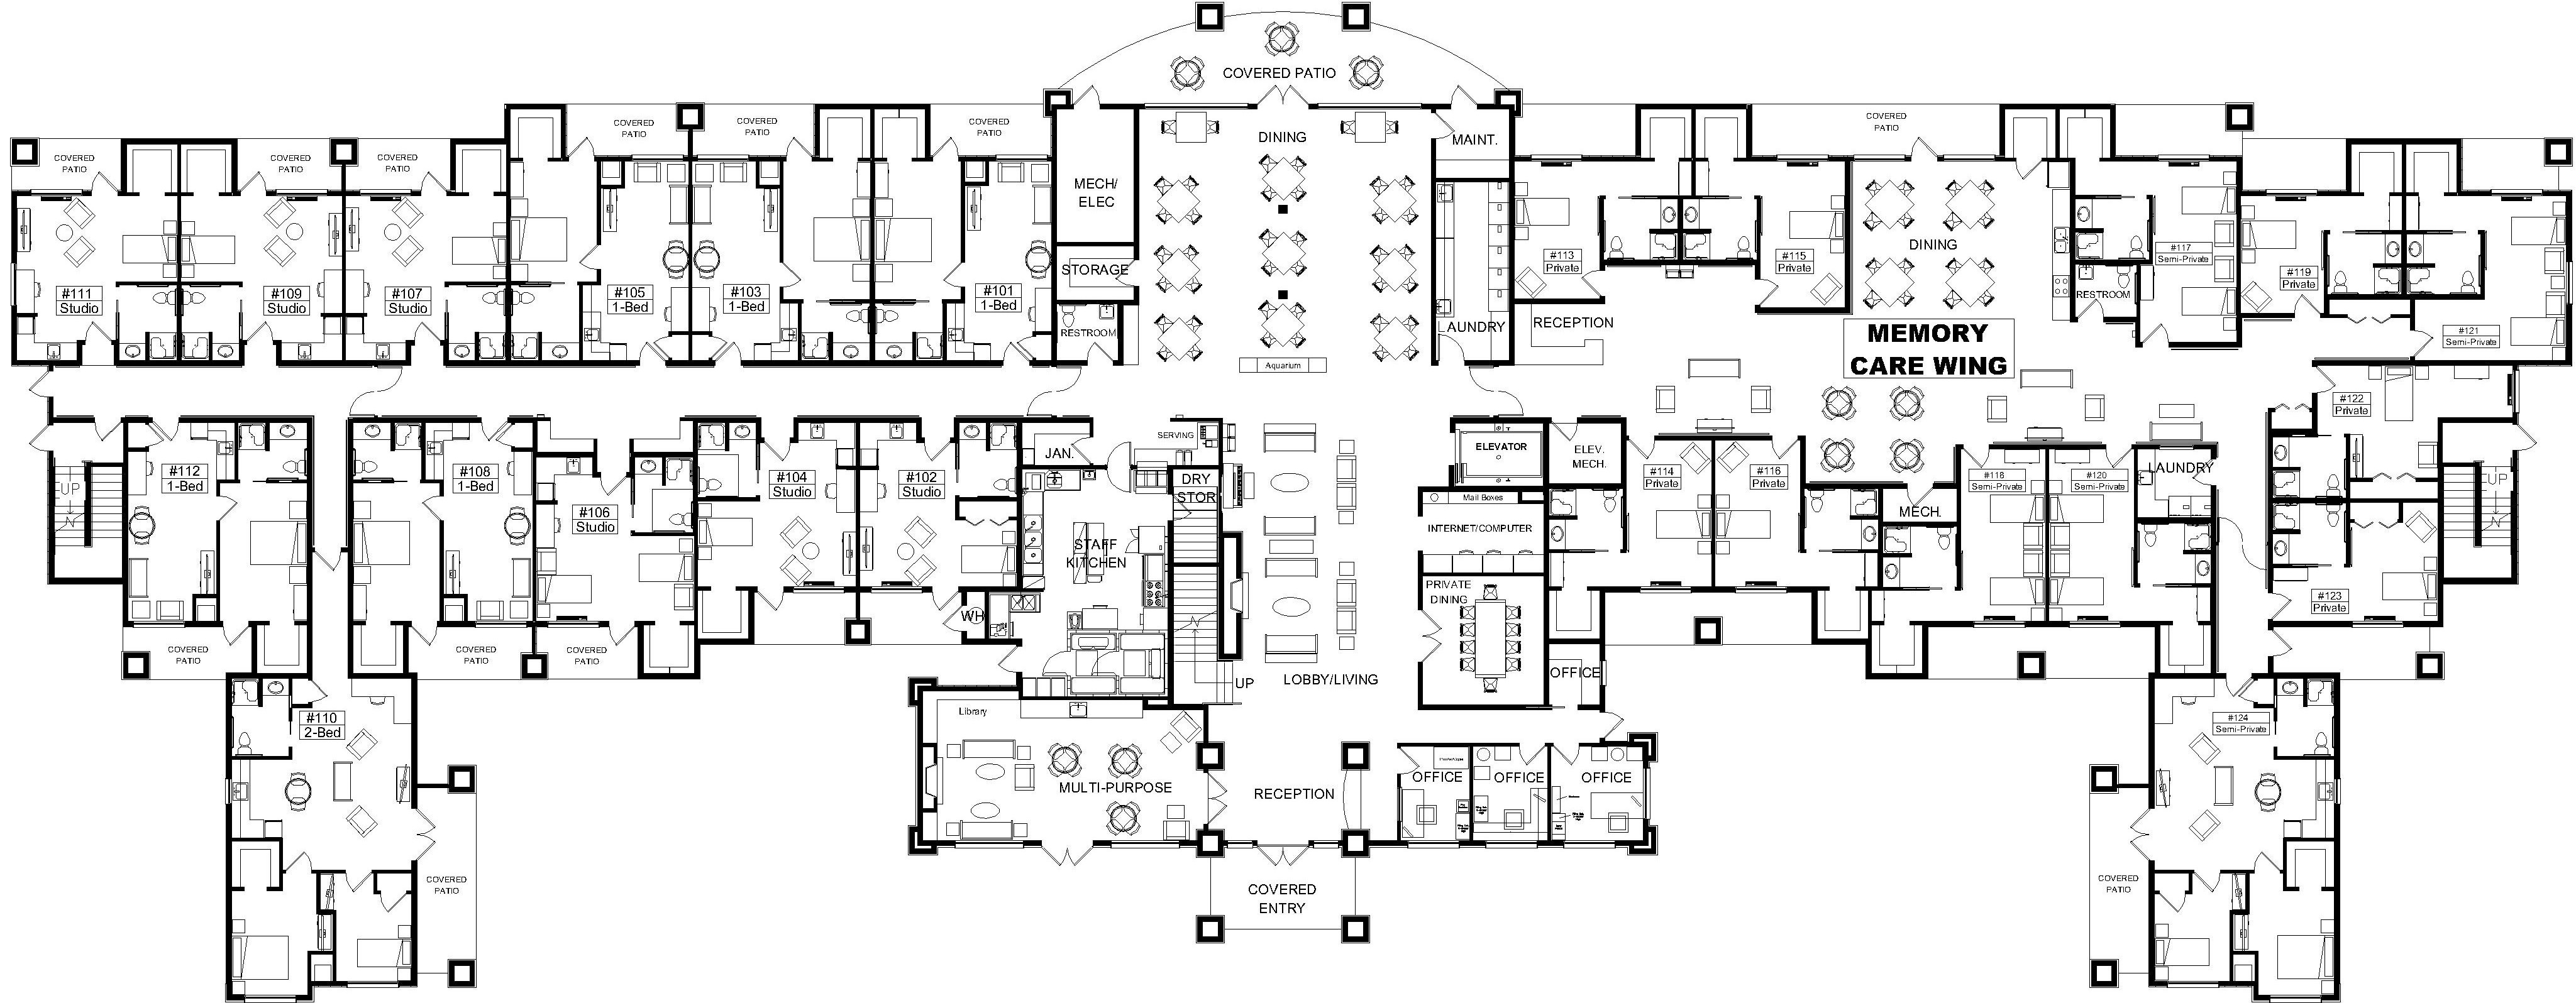 COVERED PATIO
DINING
MAINT.
MECH/
ELEC
STORAGE
RESTROOM
LAUNDRY
Aquarium
COVERED
PATIO
COVERED
PATIO
COVERED
PATIO
COVERED
PATIO
COVERED
PATIO
COVERED
PATIO
#111
Studio
#109
Studio
#107
Studio
#105
1-Bed
#103
1-Bed
#101
1-Bed
COVERED
PATIO
#113
Private
#115
Private
DINING
#117
Semi-Private
RESTROOM
#119
Private
#121
Semi-Private
RECEPTION
MEMORY
CARE WING
UP
#112
1-Bed
#108
1-Bed
#106
Studio
#104
Studio
#102
Studio
JAN.
SERVING
DRY
STOR
STAFF
KITCHEN
WH
UP
LOBBY/LIVING
ELEVATOR
ELEV.
MECH.
Mail Boxes
INTERNET/COMPUTER
PRIVATE
DINING
OFFICE
#114
Private
#116
Private
MECH.
#118
Semi-Private
#120
Semi-Private
LAUNDRY
#122
Private
#123
Private
UP
COVERED
PATIO
COVERED
PATIO
COVERED
PATIO
#110
2-Bed
COVERED
PATIO
Library
MULTI-PURPOSE
RECEPTION
OFFICE
OFFICE
OFFICE
COVERED
ENTRY
#124
Semi-Private
COVERED
PATIO